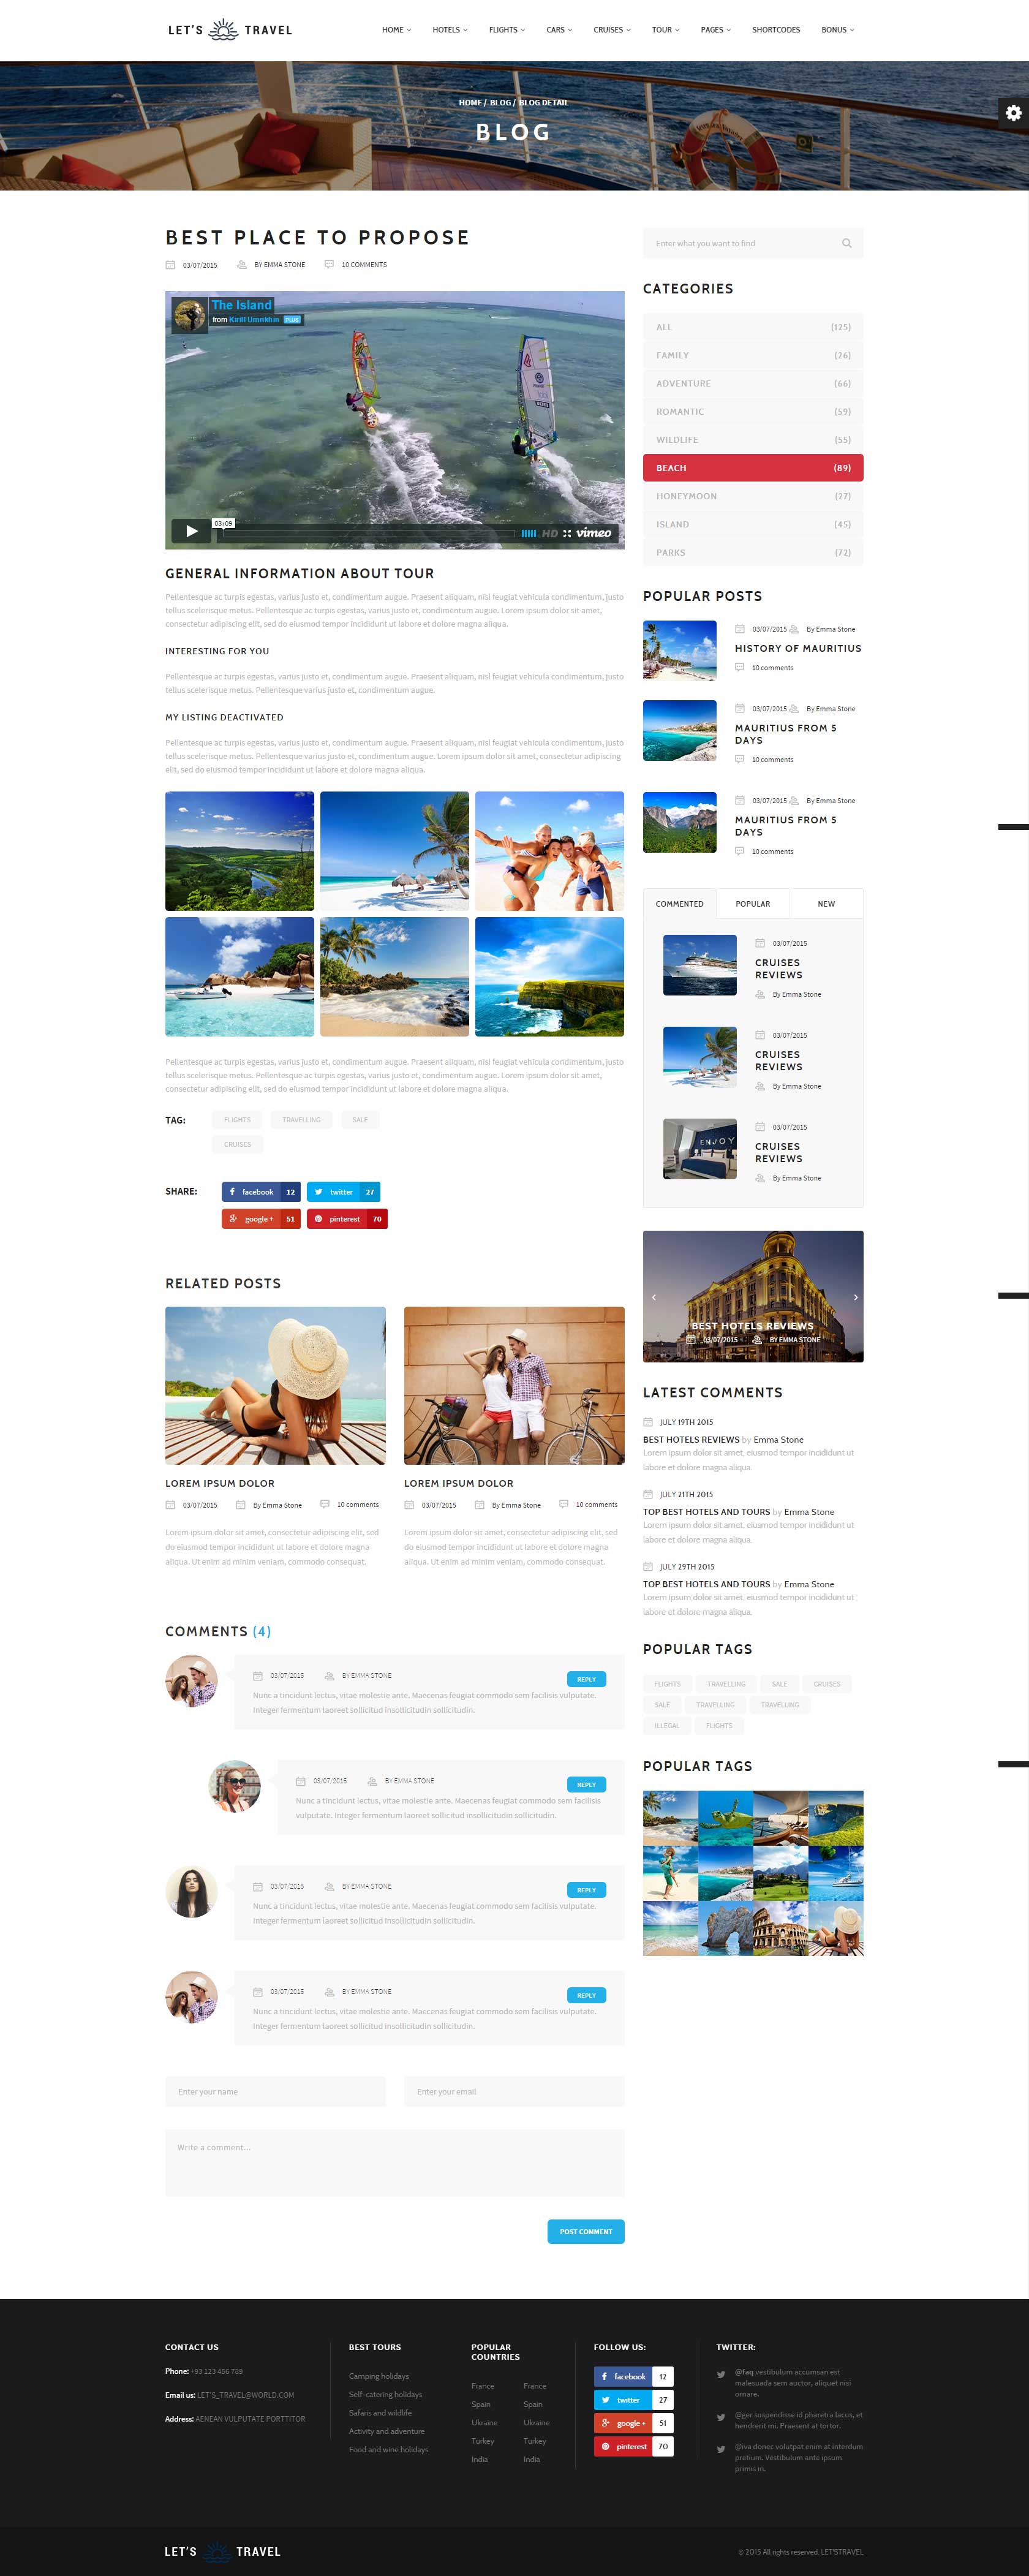 LET'S TRAVEL
HOME HOTELS FLIGHTS CARS CRUISES TOUR PAGES SHORTCODES BONUS
HOME / BLOG / BLOG DETAIL
BLOG
BEST PLACE TO PROPOSE
03/07/2015 BY EMMA STONE 10 COMMENTS
The Island
from Kirill Umrikhin PLUS
03:09
HD vimeo
GENERAL INFORMATION ABOUT TOUR
Pellentesque ac turpis egestas, varius justo et, condimentum augue. Praesent aliquam, nisl feugiat vehicula condimentum, justo
tellus scelerisque metus. Pellentesque ac turpis egestas, varius justo et, condimentum augue. Lorem ipsum dolor sit amet,
consectetur adipiscing elit, sed do eiusmod tempor incididunt ut labore et dolore magna aliqua.
INTERESTING FOR YOU
Pellentesque ac turpis egestas, varius justo et, condimentum augue. Praesent aliquam, nisl feugiat vehicula condimentum, justo
tellus scelerisque metus. Pellentesque varius justo et, condimentum augue.
MY LISTING DEACTIVATED
Pellentesque ac turpis egestas, varius justo et, condimentum augue. Praesent aliquam, nisl feugiat vehicula condimentum, justo
tellus scelerisque metus. Pellentesque varius justo et, condimentum augue. Lorem ipsum dolor sit amet, consectetur adipiscing
elit, sed do eiusmod tempor incididunt ut labore et dolore magna aliqua.
Pellentesque ac turpis egestas, varius justo et, condimentum augue. Praesent aliquam, nisl feugiat vehicula condimentum, justo
tellus scelerisque metus. Pellentesque ac turpis egestas, varius justo et, condimentum augue. Lorem ipsum dolor sit amet,
consectetur adipiscing elit, sed do eiusmod tempor incididunt ut labore et dolore magna aliqua.
TAG: FLIGHTS TRAVELLING SALE
CRUISES
SHARE: facebook 12 twitter 27
google + 51 pinterest 70
RELATED POSTS
LOREM IPSUM DOLOR
03/07/2015 By Emma Stone 10 comments
Lorem ipsum dolor sit amet, consectetur adipiscing elit, sed
do eiusmod tempor incididunt ut labore et dolore magna
aliqua. Ut enim ad minim veniam, commodo consequat.
LOREM IPSUM DOLOR
03/07/2015 By Emma Stone 10 comments
Lorem ipsum dolor sit amet, consectetur adipiscing elit, sed
do eiusmod tempor incididunt ut labore et dolore magna
aliqua. Ut enim ad minim veniam, commodo consequat.
COMMENTS (4)
03/07/2015 BY EMMA STONE REPLY
Nunc a tincidunt lectus, vitae molestie ante. Maecenas feugiat commodo sem facilisis vulputate.
Integer fermentum laoreet sollicitud insollicitudin sollicitudin.
03/07/2015 BY EMMA STONE REPLY
Nunc a tincidunt lectus, vitae molestie ante. Maecenas feugiat commodo sem facilisis
vulputate. Integer fermentum laoreet sollicitud insollicitudin sollicitudin.
03/07/2015 BY EMMA STONE REPLY
Nunc a tincidunt lectus, vitae molestie ante. Maecenas feugiat commodo sem facilisis vulputate.
Integer fermentum laoreet sollicitud insollicitudin sollicitudin.
03/07/2015 BY EMMA STONE REPLY
Nunc a tincidunt lectus, vitae molestie ante. Maecenas feugiat commodo sem facilisis vulputate.
Integer fermentum laoreet sollicitud insollicitudin sollicitudin.
Enter your name Enter your email
Write a comment...
POST COMMENT
Enter what you want to find
CATEGORIES
ALL (125)
FAMILY (26)
ADVENTURE (66)
ROMANTIC (59)
WILDLIFE (55)
BEACH (89)
HONEYMOON (27)
ISLAND (45)
PARKS (72)
POPULAR POSTS
03/07/2015 By Emma Stone
HISTORY OF MAURITIUS
10 comments
03/07/2015 By Emma Stone
MAURITIUS FROM 5
DAYS
10 comments
03/07/2015 By Emma Stone
MAURITIUS FROM 5
DAYS
10 comments
COMMENTED POPULAR NEW
03/07/2015
CRUISES
REVIEWS
By Emma Stone
03/07/2015
CRUISES
REVIEWS
By Emma Stone
ENJOY
03/07/2015
CRUISES
REVIEWS
By Emma Stone
BEST HOTELS REVIEWS
03/07/2015 BY EMMA STONE
LATEST COMMENTS
JULY 19TH 2015
BEST HOTELS REVIEWS by Emma Stone
Lorem ipsum dolor sit amet, eiusmod tempor incididunt ut
labore et dolore magna aliqua.
JULY 21TH 2015
TOP BEST HOTELS AND TOURS by Emma Stone
Lorem ipsum dolor sit amet, eiusmod tempor incididunt ut
labore et dolore magna aliqua.
JULY 29TH 2015
TOP BEST HOTELS AND TOURS by Emma Stone
Lorem ipsum dolor sit amet, eiusmod tempor incididunt ut
labore et dolore magna aliqua.
POPULAR TAGS
FLIGHTS TRAVELLING SALE CRUISES
SALE TRAVELLING TRAVELLING
ILLEGAL FLIGHTS
POPULAR TAGS
CONTACT US
Phone: +93 123 456 789
Email us: LET'S_TRAVEL@WORLD.COM
Address: AENEAN VULPUTATE PORTTITOR
BEST TOURS
Camping holidays
Self-catering holidays
Safaris and wildlife
Activity and adventure
Food and wine holidays
POPULAR
COUNTRIES
France France
Spain Spain
Ukraine Ukraine
Turkey Turkey
India India
FOLLOW US:
facebook 12
twitter 27
google + 51
pinterest 70
TWITTER:
@faq vestibulum accumsan est
malesuada sem auctor, aliquet nisi
ornare.
@ger suspendisse id pharetra lacus, et
hendrerit mi. Praesent at tortor.
@iva donec volutpat enim at interdum
pretium. Vestibulum ante ipsum
primis in.
LET'S TRAVEL
© 2015 All rights reserved. LET'STRAVEL